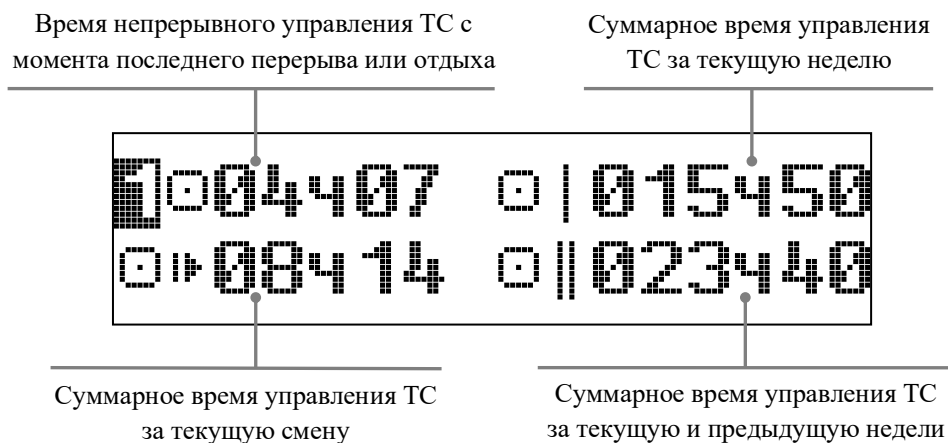 Время непрерывного управления ТС с
момента последнего перерыва или отдыха
Суммарное время управления
ТС за текущую неделю
1 04ч07 | 015ч50
08ч14 || 023ч40
Суммарное время управления ТС
за текущую смену
Суммарное время управления ТС
за текущую и предыдущую недели